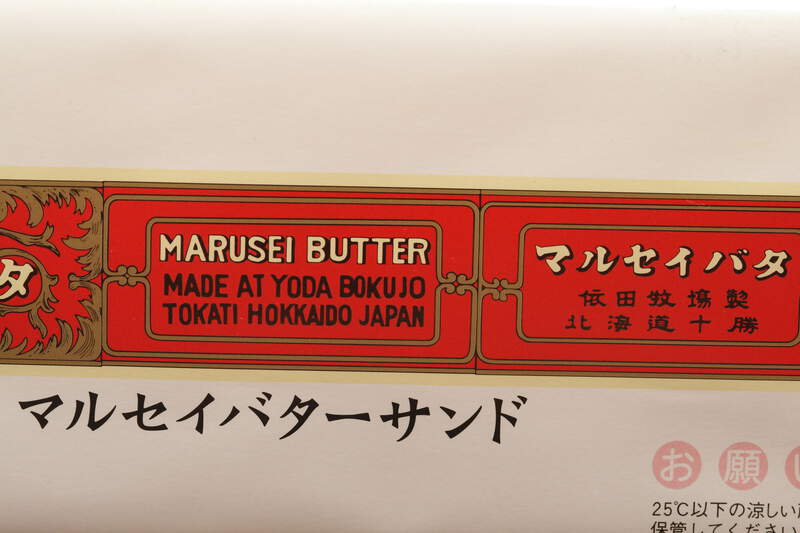 タ
MARUSEI BUTTER
MADE AT YODA BOKUJO
TOKATI HOKKAIDO JAPAN
マルセイバタ
依田牧場製
北海道十勝
マルセイバターサンド
お願
25℃以下の涼しい
保管してください